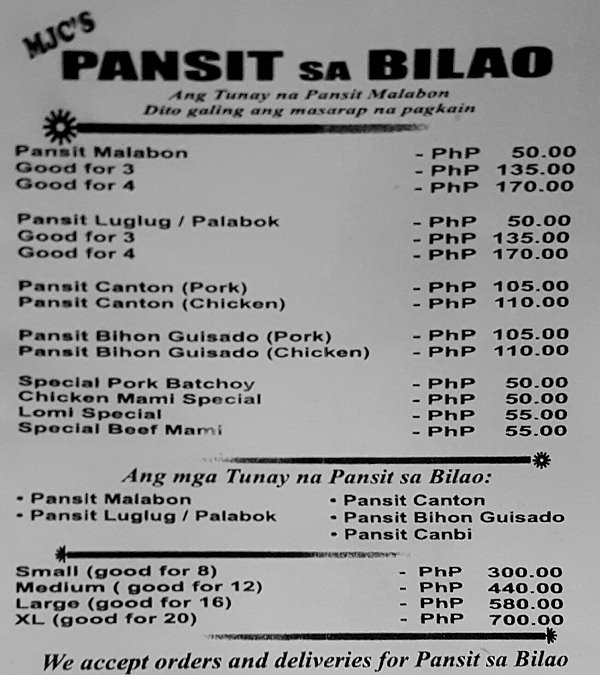 MJC'S
PANSIT SA BILAO
Ang Tunay na Pansit Malabon
Dito galing ang masarap na pagkain
Pansit Malabon - PhP 50.00
Good for 3 - PhP 135.00
Good for 4 - PhP 170.00
Pansit Luglug / Palabok - PhP 50.00
Good for 3 - PhP 135.00
Good for 4 - PhP 170.00
Pansit Canton (Pork) - PhP 105.00
Pansit Canton (Chicken) - PhP 110.00
Pansit Bihon Guisado (Pork) - PhP 105.00
Pansit Bihon Guisado (Chicken) - PhP 110.00
Special Pork Batchoy - PhP 50.00
Chicken Mami Special - PhP 50.00
Lomi Special - PhP 55.00
Special Beef Mami - PhP 55.00
Ang mga Tunay na Pansit sa Bilao:
• Pansit Malabon
• Pansit Luglug / Palabok
• Pansit Canton
• Pansit Bihon Guisado
• Pansit Canbi
Small (good for 8) - PhP 300.00
Medium ( good for 12) - PhP 440.00
Large (good for 16) - PhP 580.00
XL (good for 20) - PhP 700.00
We accept orders and deliveries for Pansit sa Bilao